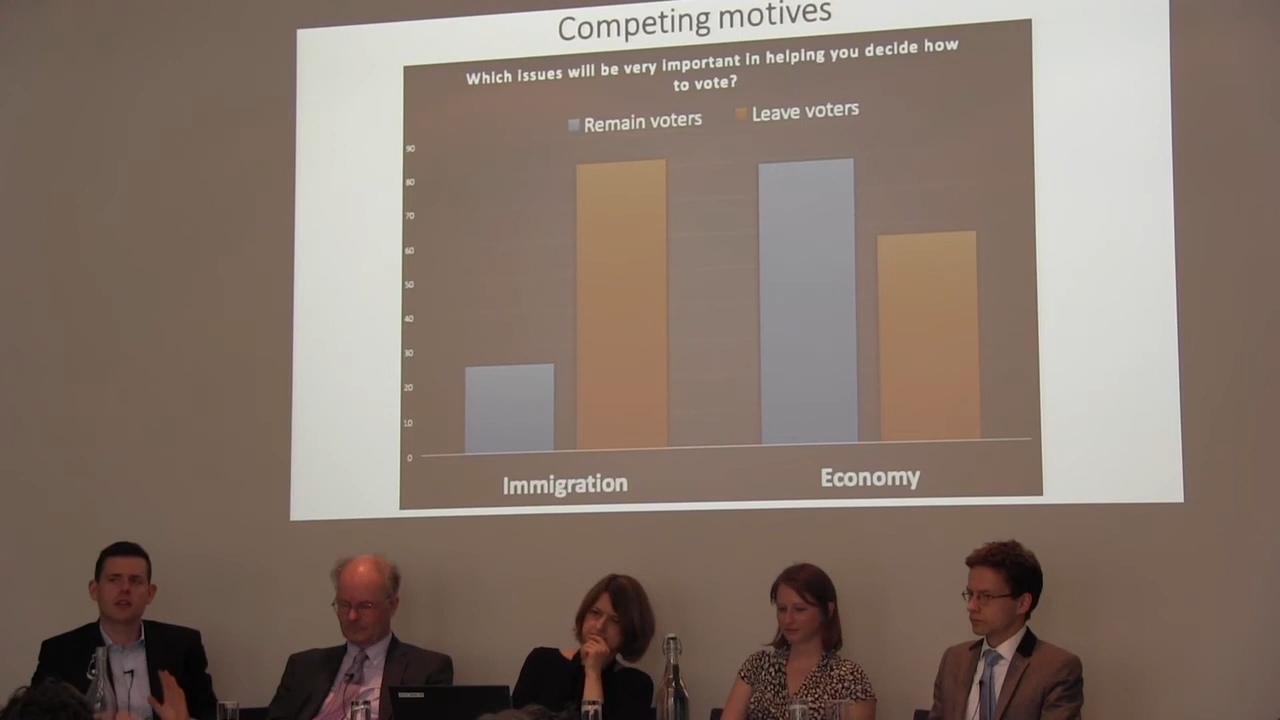 Competing motives
Which issues will be very important in helping you decide how
to vote?
Remain voters Leave voters
90
80
70
60
50
40
30
20
10
0
Immigration Economy